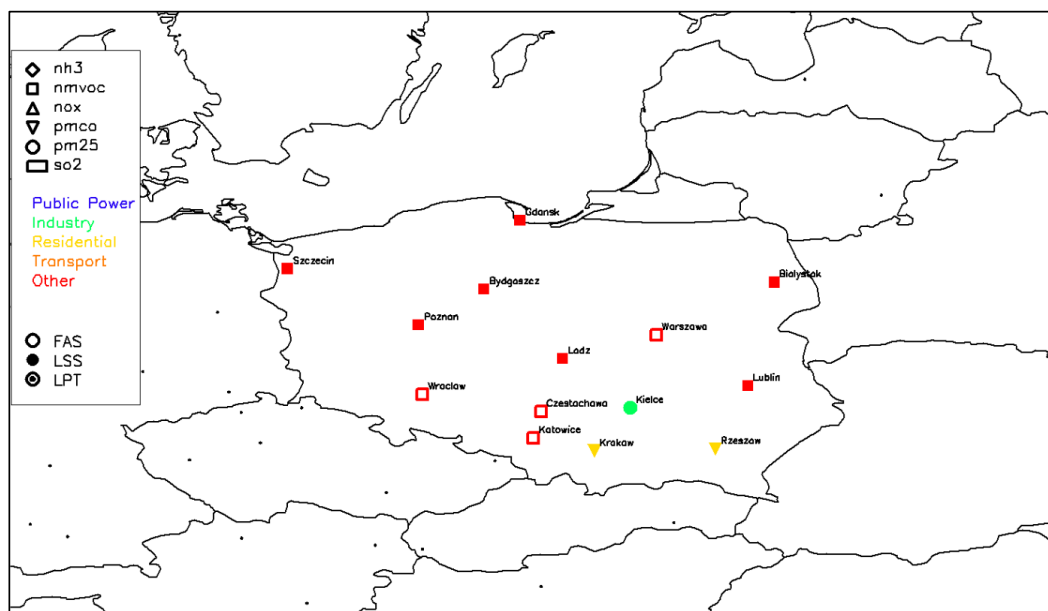 nh3
nmvoc
nox
pmco
pm25
so2
Public Power
Industry
Residential
Transport
Other
FAS
LSS
LPT
Gdansk
Szczecin
Bialystok
Bydgoszcz
Poznan
Warszawa
Lodz
Lublin
Wroclaw
Czestochowa
Kielce
Katowice
Krakow
Rzeszow